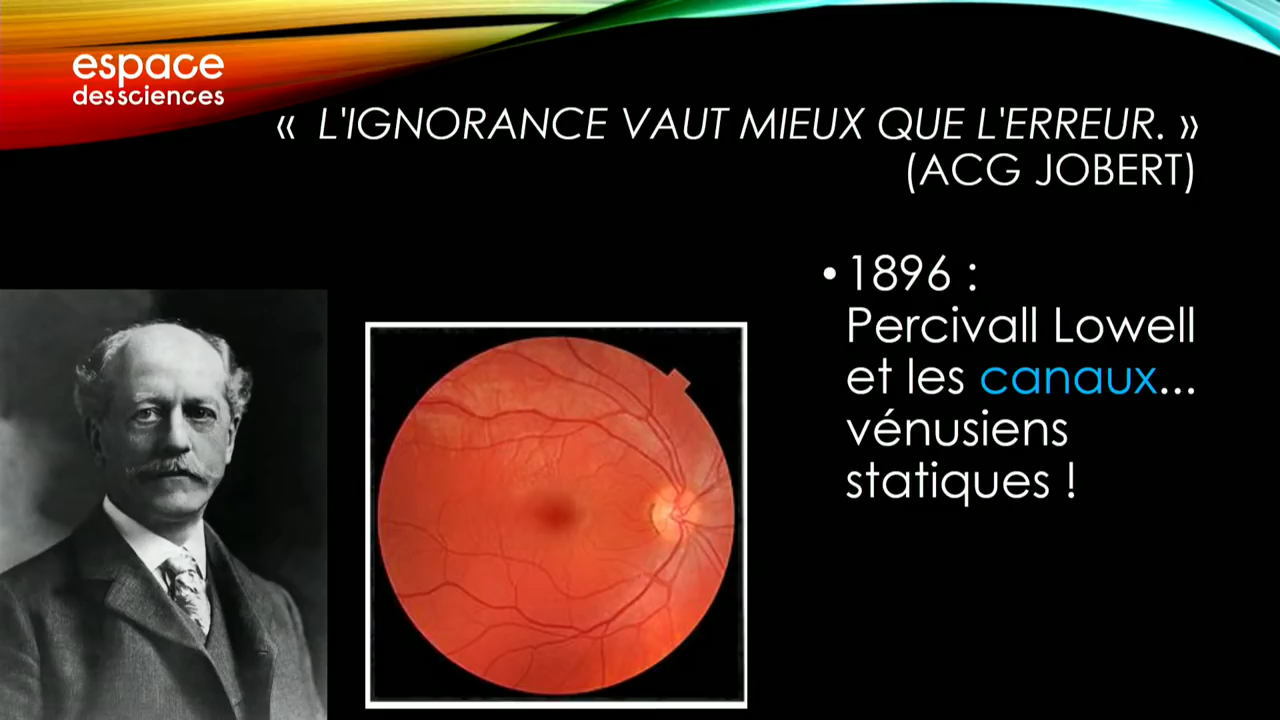 espace
des sciences
« L'IGNORANCE VAUT MIEUX QUE L'ERREUR. »
(ACG JOBERT)
• 1896 :
Percivall Lowell
et les canaux...
vénusiens
statiques !